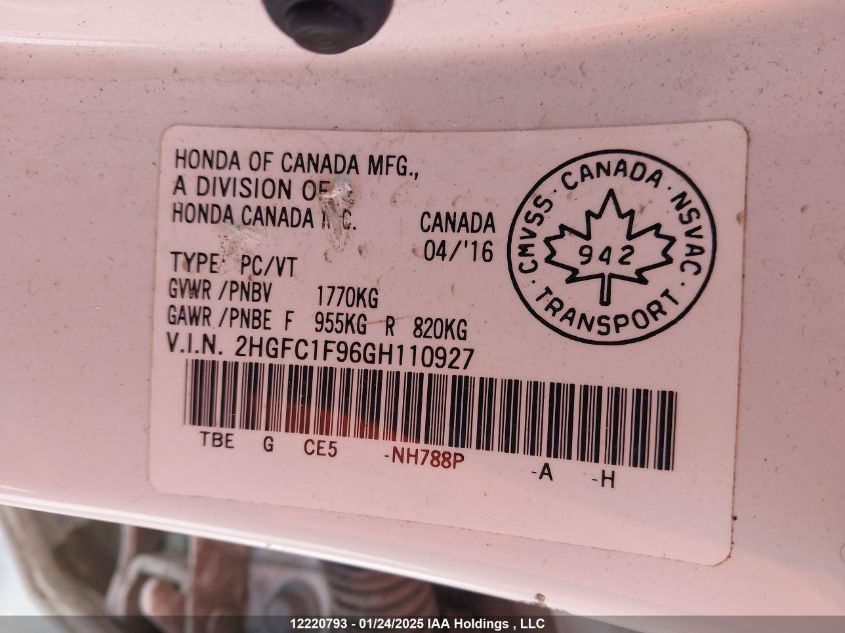 HONDA OF CANADA MFG.,
A DIVISION OF
HONDA CANADA INC.
CANADA
04/'16
TYPE PC/VT
GVWR/PNBV 1770KG
GAWR/PNBE F 955KG R 820KG
V.I.N. 2HGFC1F96GH110927
TBE G CE5 -NH788P -A -H
CMVSS · CANADA · NSVAC · TRANSPORT ·
942
12220793 - 01/24/2025 IAA Holdings , LLC